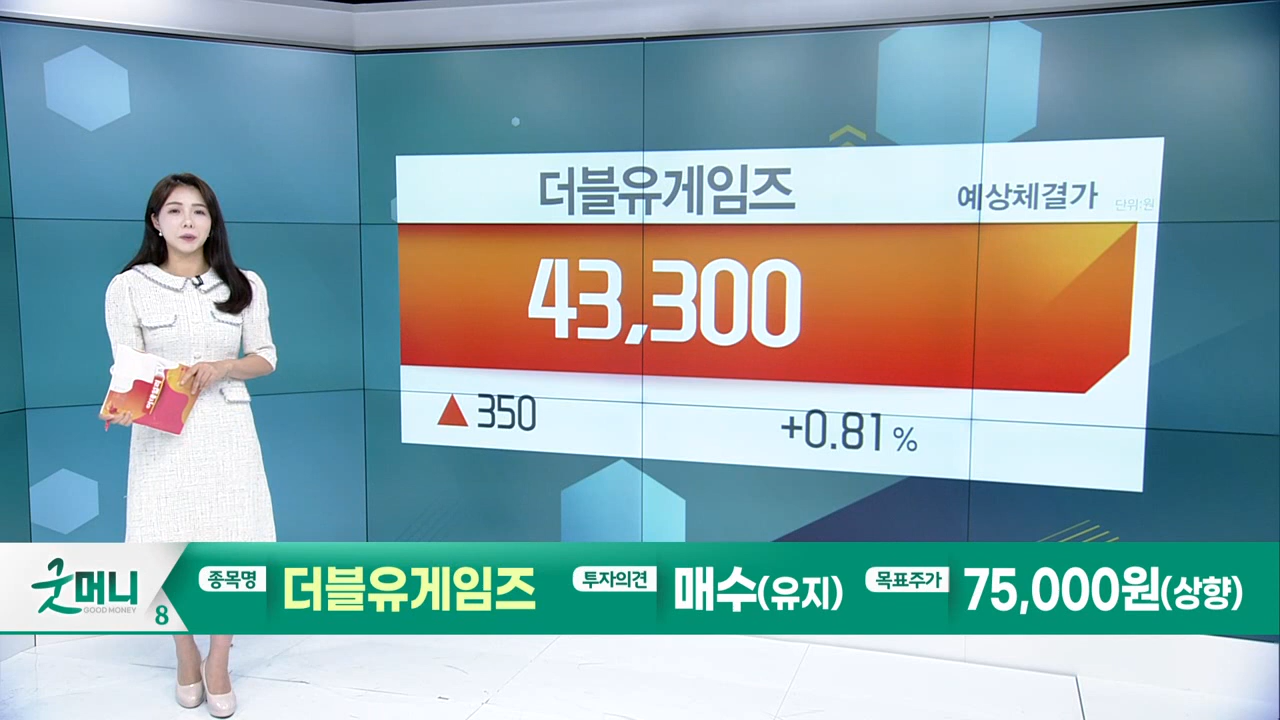 더블유게임즈
예상체결가
단위:원
43,300
▲ 350
+0.81 %
굿머니
GOOD MONEY
8
종목명
더블유게임즈
투자의견
매수(유지)
목표주가
75,000원(상향)